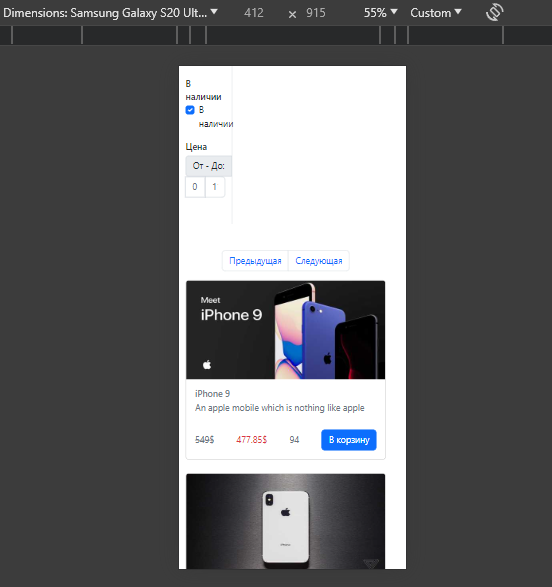 Dimensions: Samsung Galaxy S20 Ult... ▼ 412 × 915 55% ▼ Custom ▼
В
наличии
В
наличии
Цена
От - До:
0 1
Предыдущая Следующая
Meet
iPhone 9
iPhone 9
An apple mobile which is nothing like apple
549$ 477.85$ 94 В корзину
iPhone